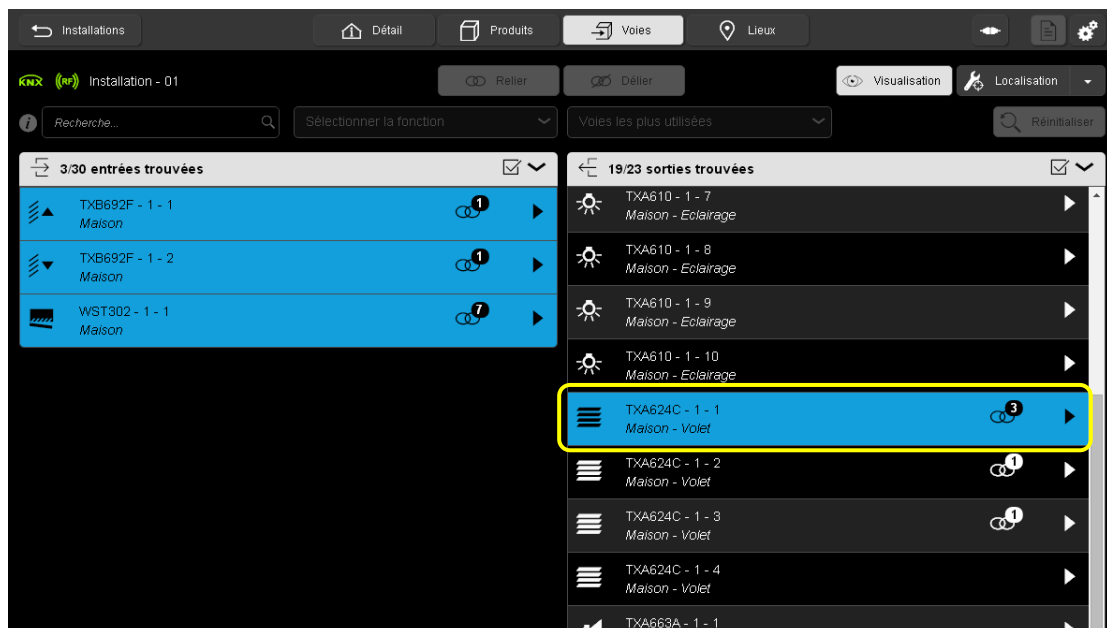 Installations
Détail
Produits
Voies
Lieux
KNX ((RF)) Installation - 01
Relier
Délier
Visualisation
Localisation
i
Recherche...
Sélectionner la fonction
Voies les plus utilisées
Réinitialiser
3/30 entrées trouvées
TXB692F - 1 - 1
Maison
1
TXB692F - 1 - 2
Maison
1
WST302 - 1 - 1
Maison
7
19/23 sorties trouvées
TXA610 - 1 - 7
Maison - Eclairage
TXA610 - 1 - 8
Maison - Eclairage
TXA610 - 1 - 9
Maison - Eclairage
TXA610 - 1 - 10
Maison - Eclairage
TXA624C - 1 - 1
Maison - Volet
3
TXA624C - 1 - 2
Maison - Volet
1
TXA624C - 1 - 3
Maison - Volet
1
TXA624C - 1 - 4
Maison - Volet
TXA663A - 1 - 1